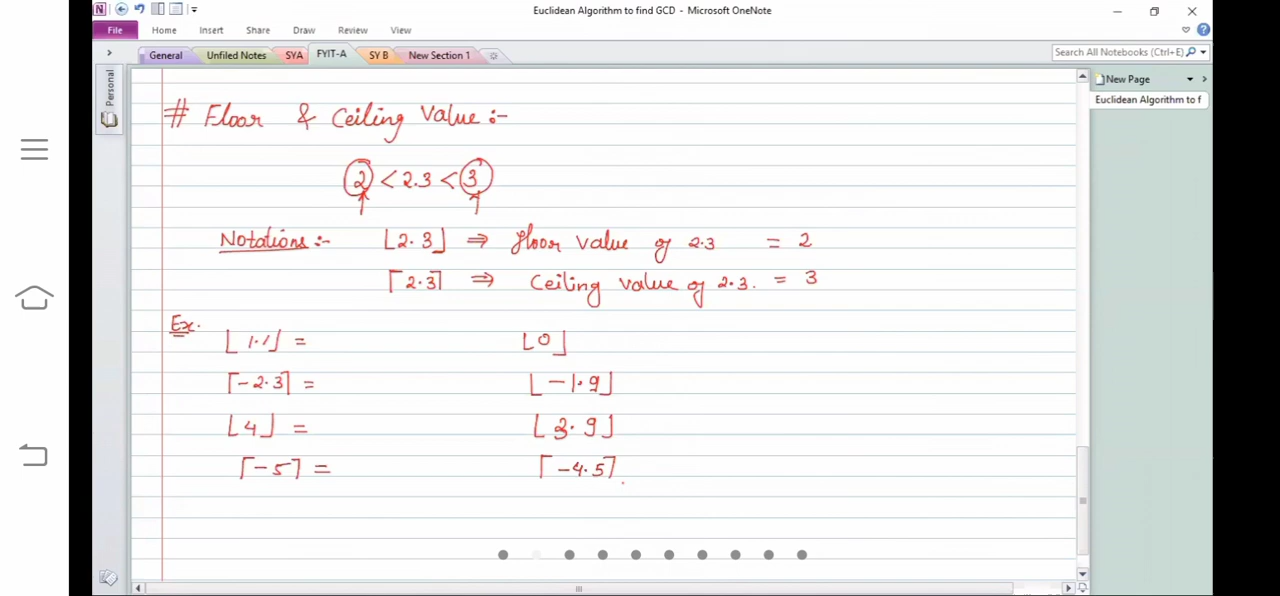 Euclidean Algorithm to find GCD - Microsoft OneNote
File Home Insert Share Draw Review View
General Unfiled Notes SYA FYIT-A SY B New Section 1
Search All Notebooks (Ctrl+E)
Personal
New Page
Euclidean Algorithm to f
# Floor & Ceiling Value :-
2 < 2.3 < 3
Notations :- ⌊2.3⌋ ⇒ floor value of 2.3 = 2
⌈2.3⌉ ⇒ Ceiling value of 2.3. = 3
Ex.
⌊1.1⌋ = ⌊0⌋
⌈-2.3⌉ = ⌊-1.9⌋
⌊4⌋ = ⌊3.9⌋
⌈-5⌉ = ⌈-4.5⌉.